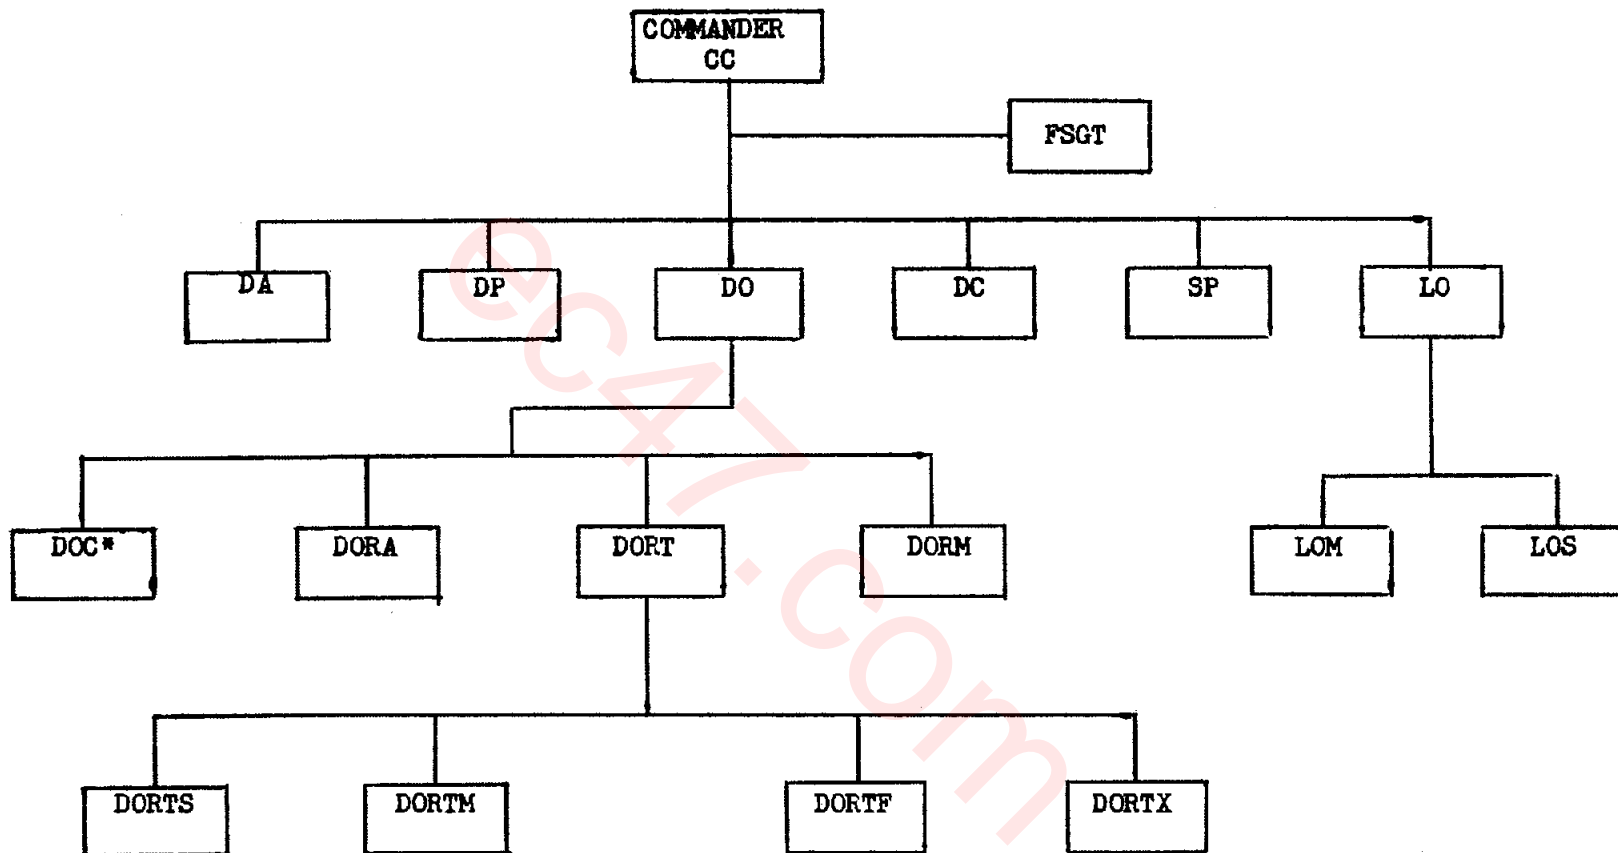 COMMANDER
CC
FSGT
DA
DP
DO
DC
SP
LO
DOC*
DORA
DORT
DORM
LOM
LOS
DORTS
DORTM
DORTF
DORTX
ec47.com